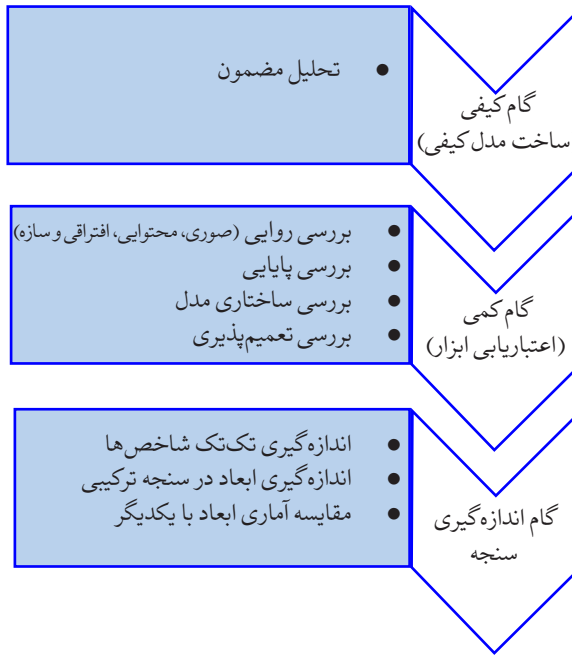 گام کیفی
ساخت مدل کیفی)
● تحلیل مضمون
گام کمی
(اعتباریابی ابزار)
● بررسی روایی (صوری، محتوایی، افتراقی و سازه)
● بررسی پایایی
● بررسی ساختاری مدل
● بررسی تعمیم‌پذیری
گام اندازه‌گیری
سنجه
● اندازه‌گیری تک‌تک شاخص‌ها
● اندازه‌گیری ابعاد در سنجه ترکیبی
● مقایسه آماری ابعاد با یکدیگر